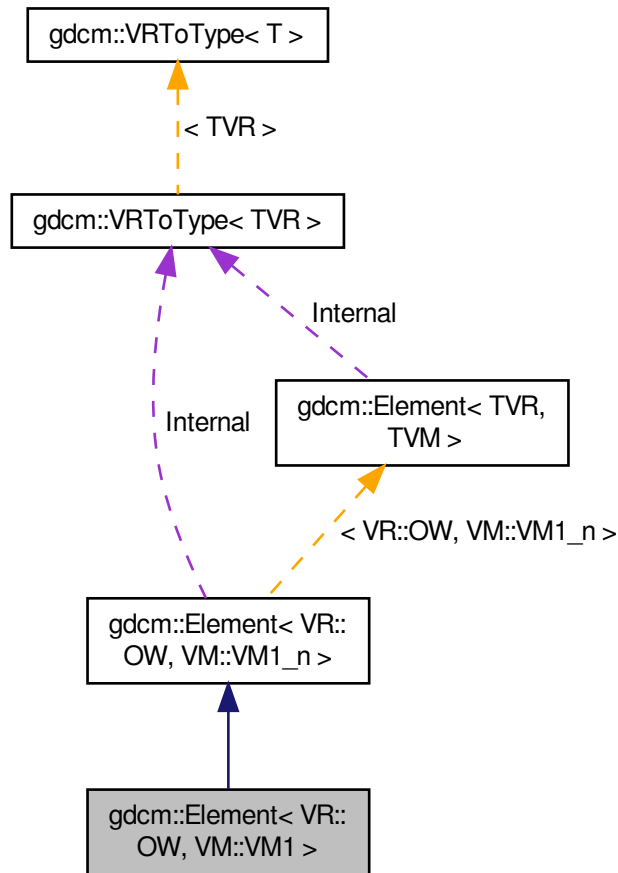 gdcm::VRToType< T >
< TVR >
gdcm::VRToType< TVR >
Internal
gdcm::Element< TVR,
TVM >
Internal
< VR::OW, VM::VM1_n >
gdcm::Element< VR::
OW, VM::VM1_n >
gdcm::Element< VR::
OW, VM::VM1 >